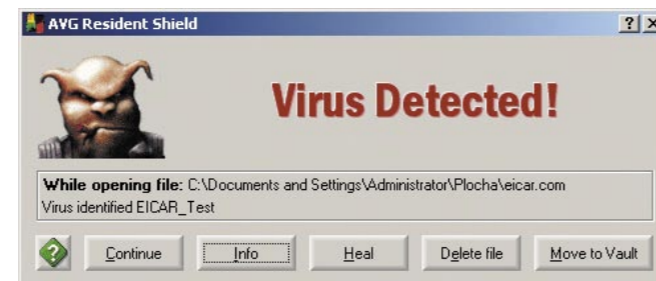 AVG Resident Shield
Virus Detected!
While opening file: C:\Documents and Settings\Administrator\Plocha\eicar.com
Virus identified EICAR_Test
Continue
Info
Heal
Delete file
Move to Vault